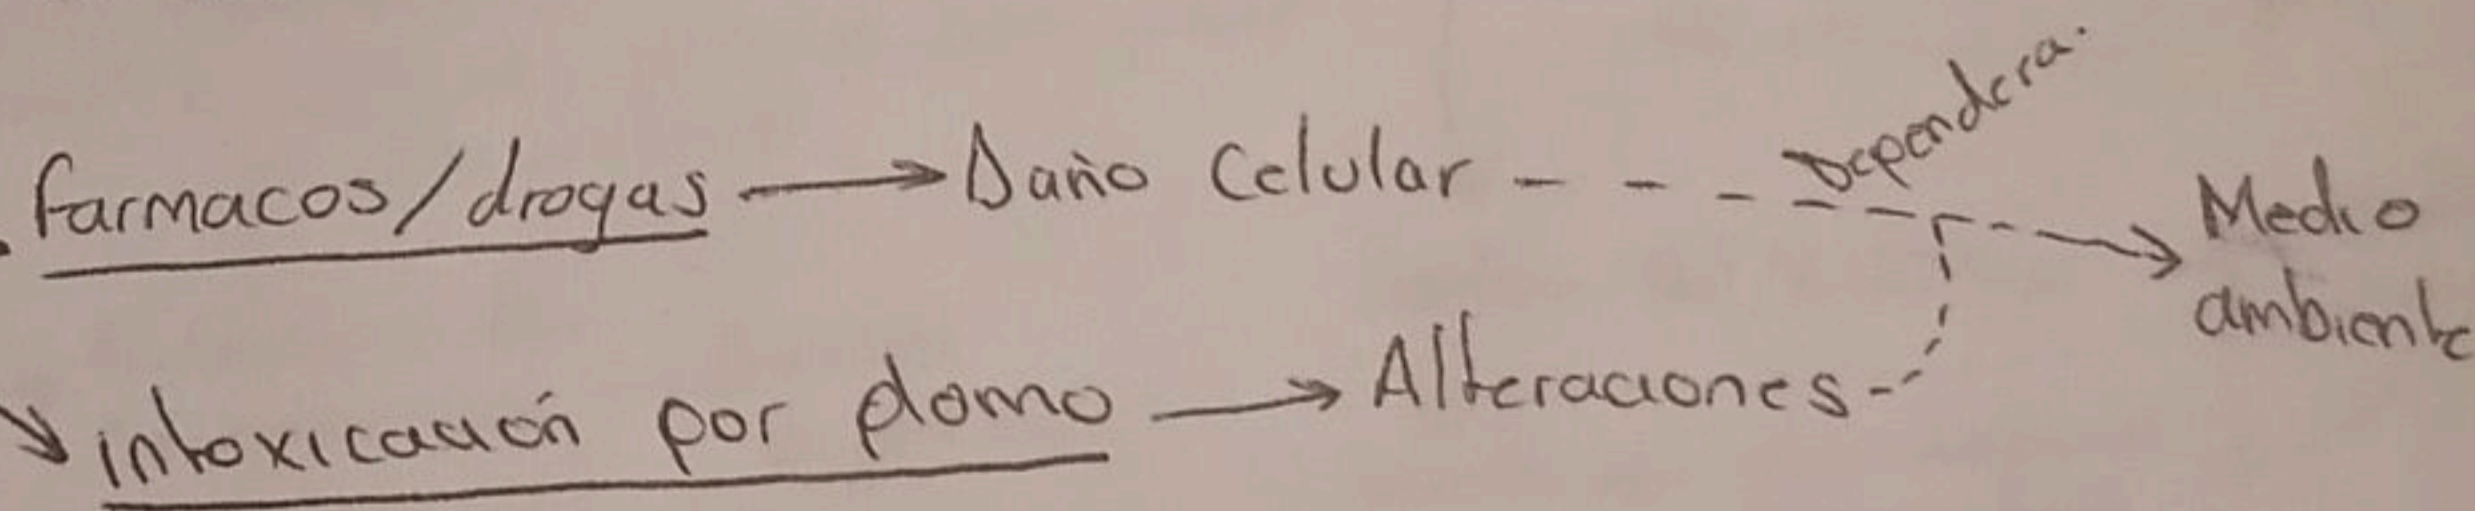 Dependera.
farmacos/drogas → Daño Celular
Medio
ambiente
intoxicación por plomo → Alteraciones